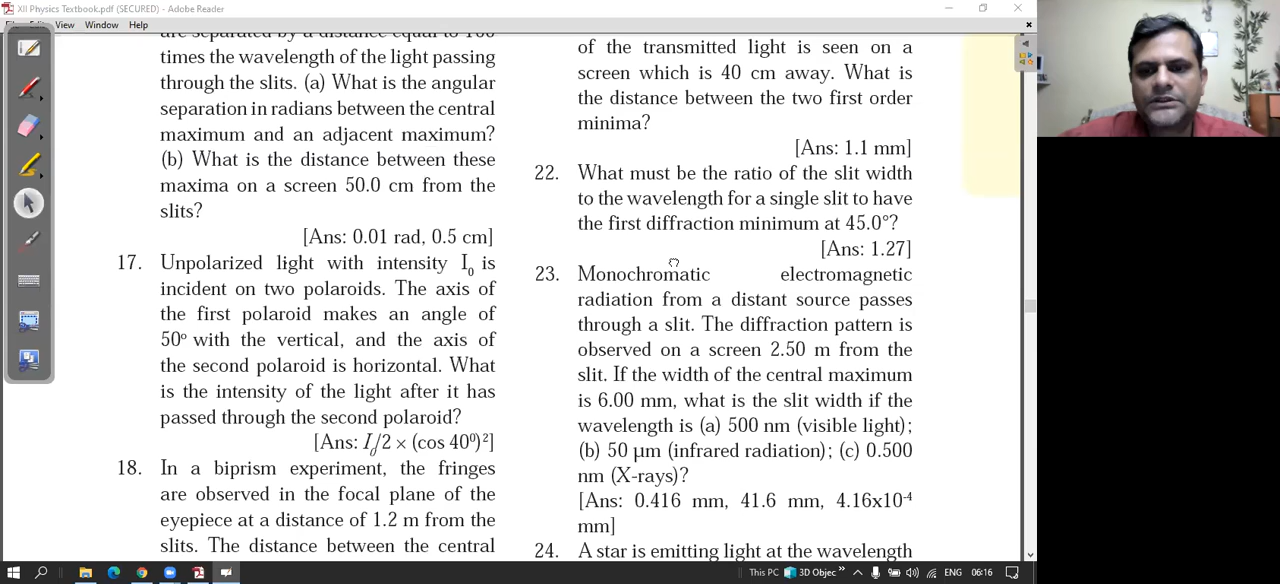 XII Physics Textbook.pdf (SECURED) - Adobe Reader
View Window Help
are separated by a distance equal to 100
times the wavelength of the light passing
through the slits. (a) What is the angular
separation in radians between the central
maximum and an adjacent maximum?
(b) What is the distance between these
maxima on a screen 50.0 cm from the
slits?
[Ans: 0.01 rad, 0.5 cm]
17. Unpolarized light with intensity I₀ is
incident on two polaroids. The axis of
the first polaroid makes an angle of
50° with the vertical, and the axis of
the second polaroid is horizontal. What
is the intensity of the light after it has
passed through the second polaroid?
[Ans: I₀/2 × (cos 40⁰)²]
18. In a biprism experiment, the fringes
are observed in the focal plane of the
eyepiece at a distance of 1.2 m from the
slits. The distance between the central
of the transmitted light is seen on a
screen which is 40 cm away. What is
the distance between the two first order
minima?
[Ans: 1.1 mm]
22. What must be the ratio of the slit width
to the wavelength for a single slit to have
the first diffraction minimum at 45.0°?
[Ans: 1.27]
23. Monochromatic electromagnetic
radiation from a distant source passes
through a slit. The diffraction pattern is
observed on a screen 2.50 m from the
slit. If the width of the central maximum
is 6.00 mm, what is the slit width if the
wavelength is (a) 500 nm (visible light);
(b) 50 µm (infrared radiation); (c) 0.500
nm (X-rays)?
[Ans: 0.416 mm, 41.6 mm, 4.16x10⁻⁴
mm]
24. A star is emitting light at the wavelength
This PC 3D Objec » ENG 06:16